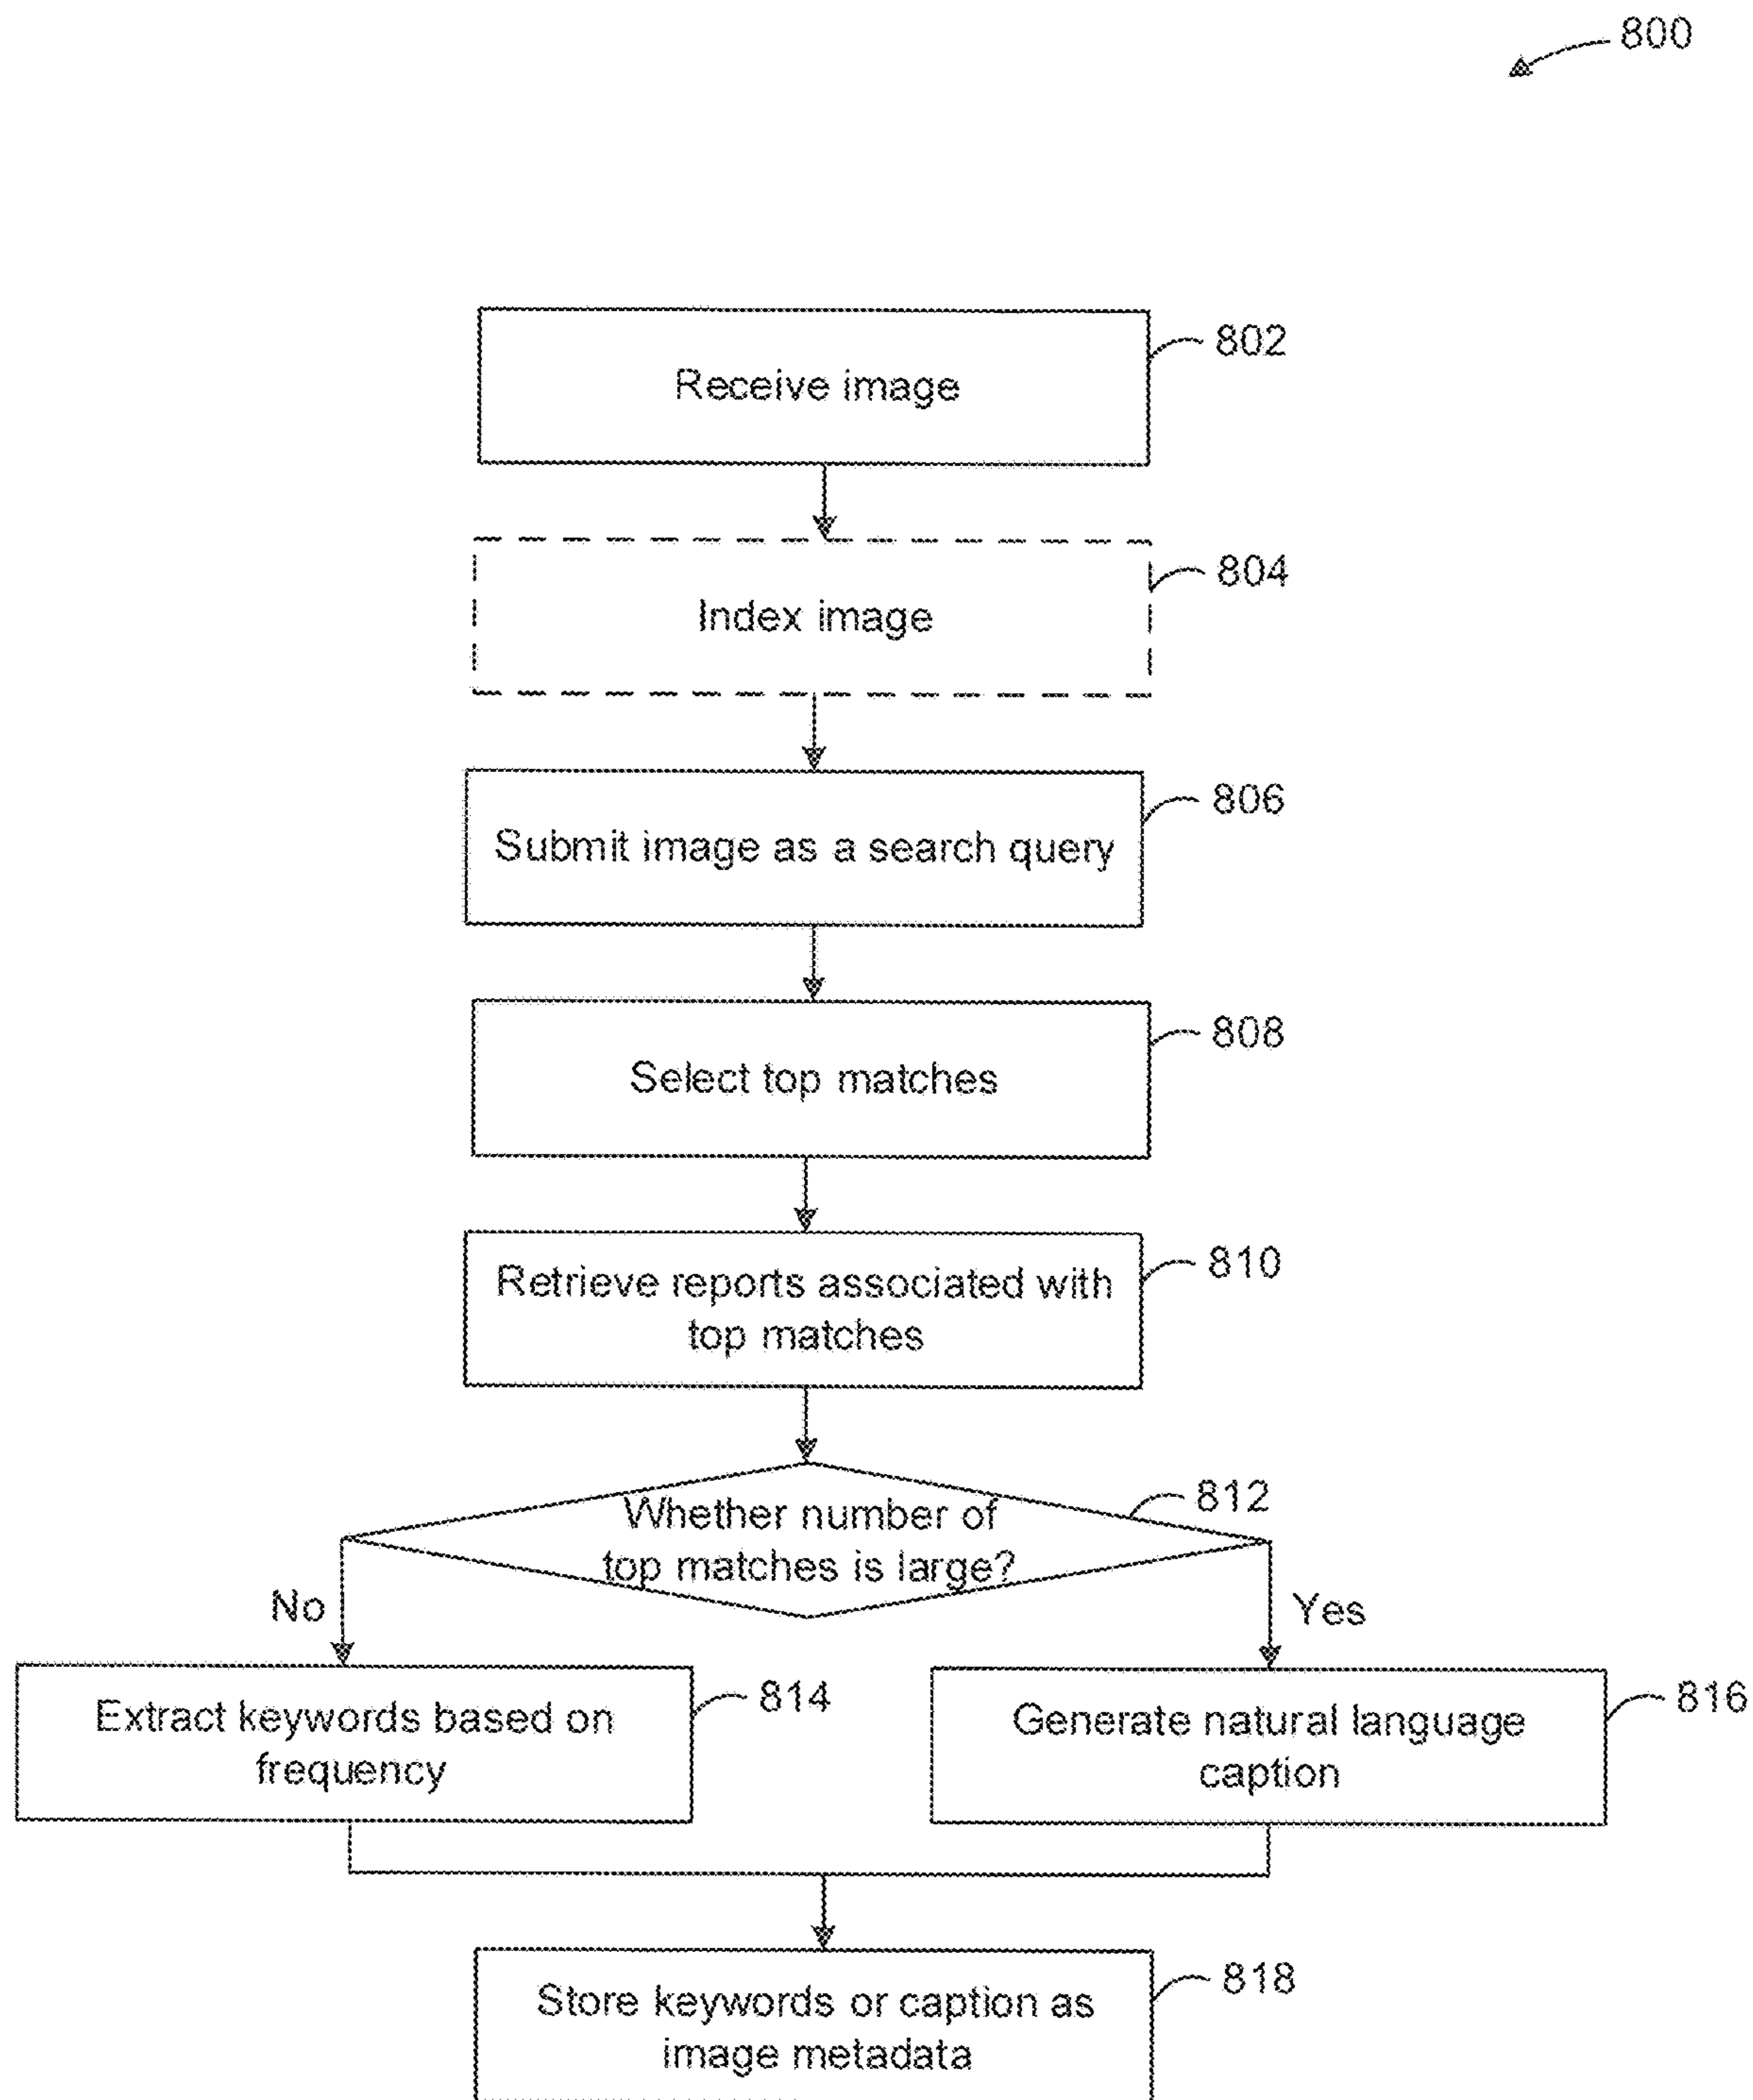 800
Receive image
802
Index image
804
Submit image as a search query
806
Select top matches
808
Retrieve reports associated with
top matches
810
Whether number of
top matches is large?
812
No
Yes
Extract keywords based on
frequency
814
Generate natural language
caption
816
Store keywords or caption as
image metadata
818